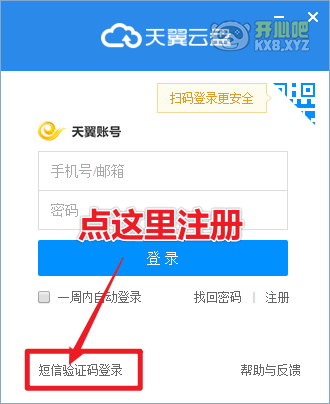 天翼云盘
开心吧
KX8.XYZ
扫码登录更安全
天翼账号
手机号/邮箱
密码
点这里注册
登 录
一周内自动登录 找回密码 | 注册
短信验证码登录 帮助与反馈